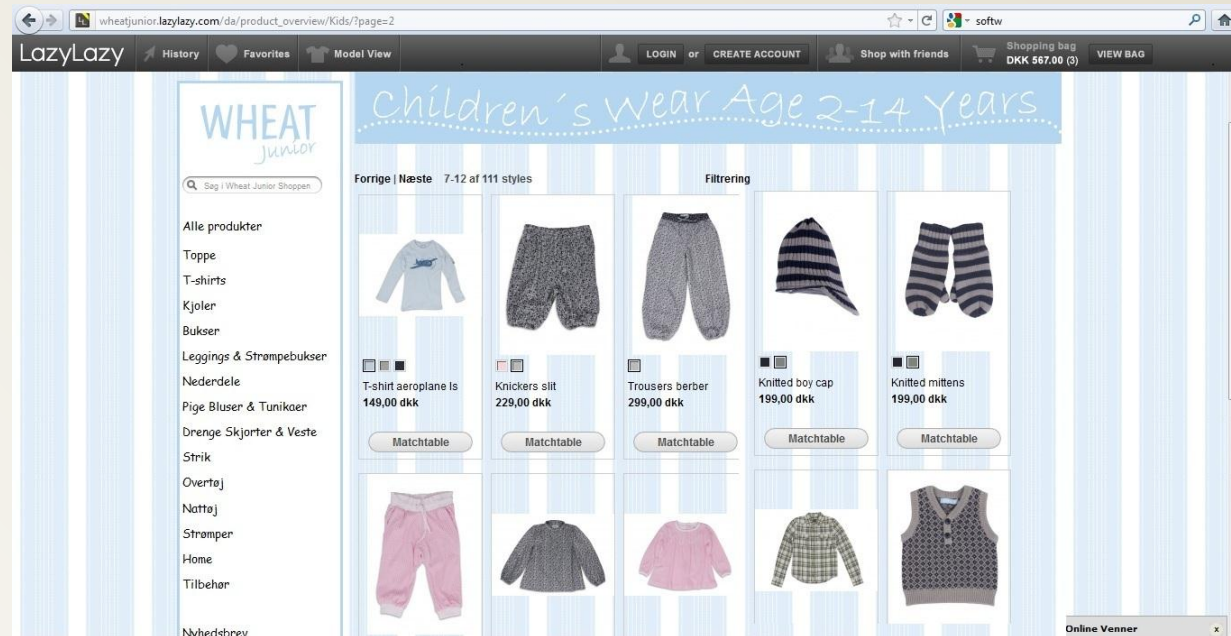 wheatjunior.lazylazy.com/da/product_overview/Kids/?page=2
softw
LazyLazy History Favorites Model View LOGIN or CREATE ACCOUNT Shop with friends Shopping bag DKK 567.00 (3) VIEW BAG
WHEAT
Junior
Children´s Wear Age 2-14 Years
Søg i Wheat Junior Shoppen
Forrige | Næste 7-12 af 111 styles Filtrering
Alle produkter
Toppe
T-shirts
Kjoler
Bukser
Leggings & Strømpebukser
Nederdele
Pige Bluser & Tunikaer
Drenge Skjorter & Veste
Strik
Overtøj
Nattøj
Strømper
Home
Tilbehør
Nyhedsbrev
T-shirt aeroplane ls
149,00 dkk
Matchtable
Knickers slit
229,00 dkk
Matchtable
Trousers berber
299,00 dkk
Matchtable
Knitted boy cap
199,00 dkk
Matchtable
Knitted mittens
199,00 dkk
Matchtable
Online Venner x